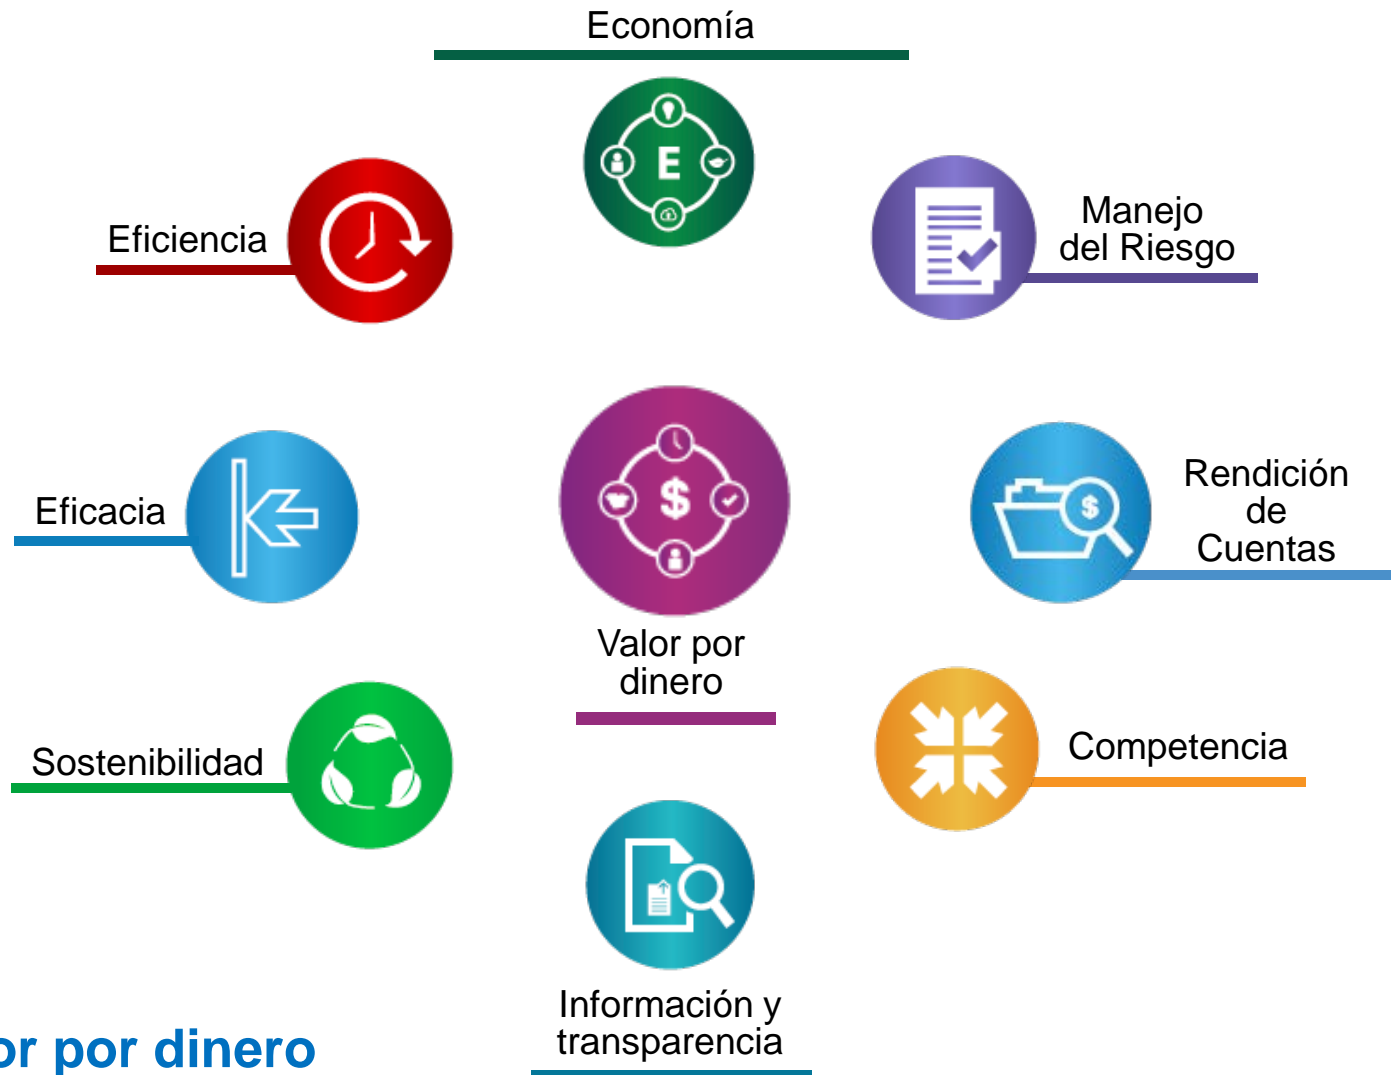 Economía
E
Eficiencia
Manejo
del Riesgo
Eficacia
$
$
Rendición
de
Cuentas
Valor por
dinero
Sostenibilidad
Competencia
Información y
transparencia
or por dinero